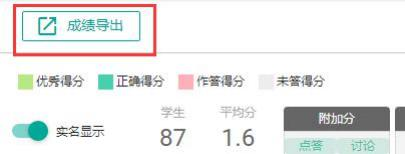 成绩导出
优秀得分 正确得分 作答得分 未答得分
学生 平均分 附加分
实名显示 87 1.6
点答 讨论